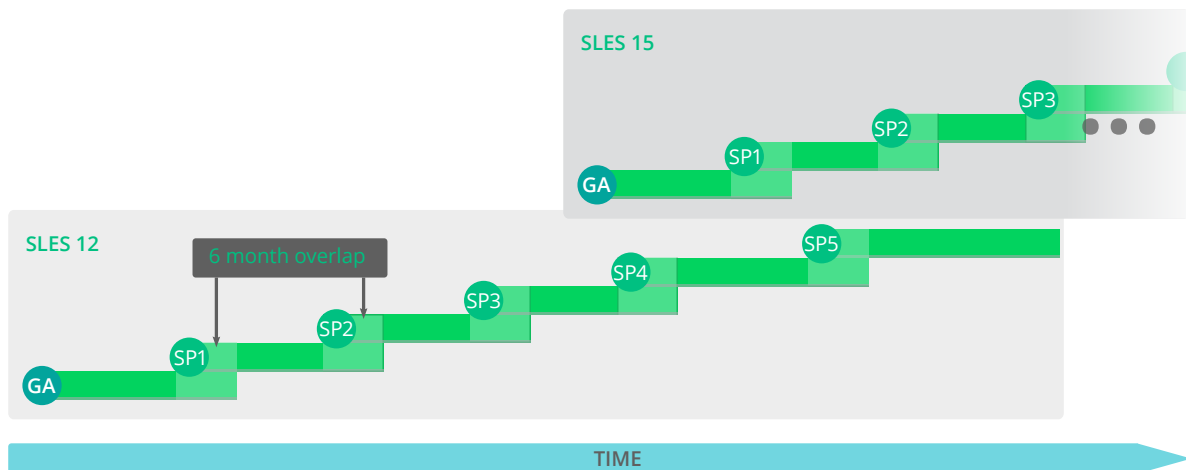 SLES 15
SP3
SP2
SP1
GA
SLES 12
6 month overlap
SP5
SP4
SP3
SP2
SP1
GA
TIME